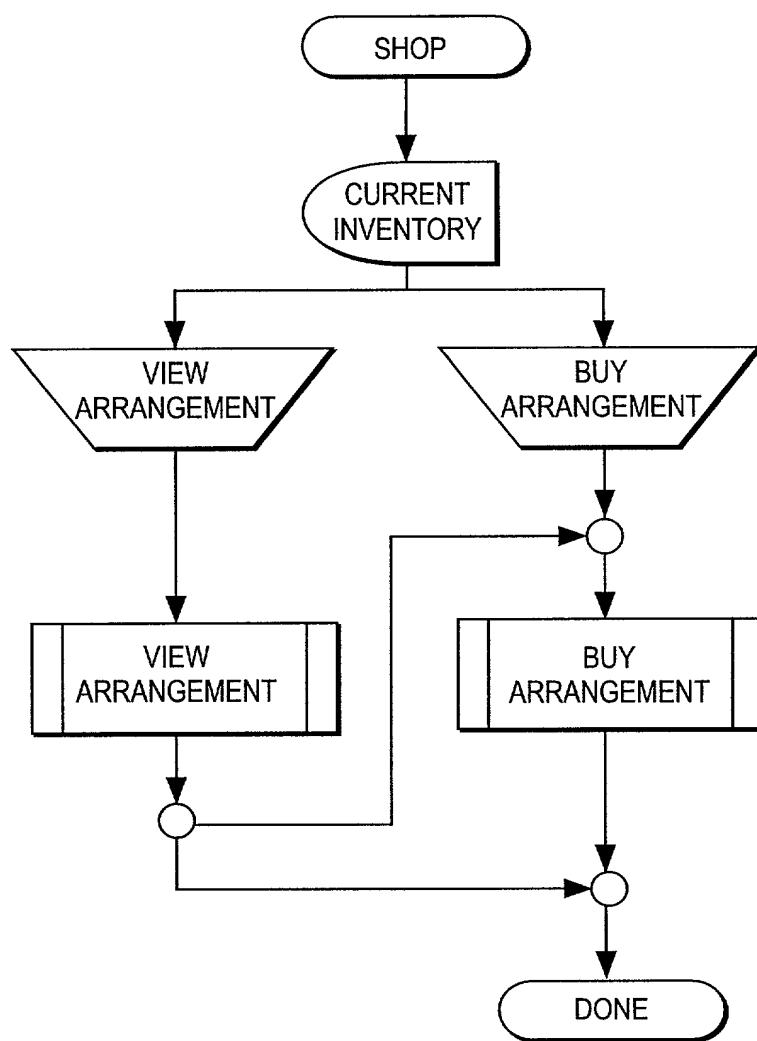 SHOP
CURRENT
INVENTORY
VIEW
ARRANGEMENT
BUY
ARRANGEMENT
VIEW
ARRANGEMENT
BUY
ARRANGEMENT
DONE